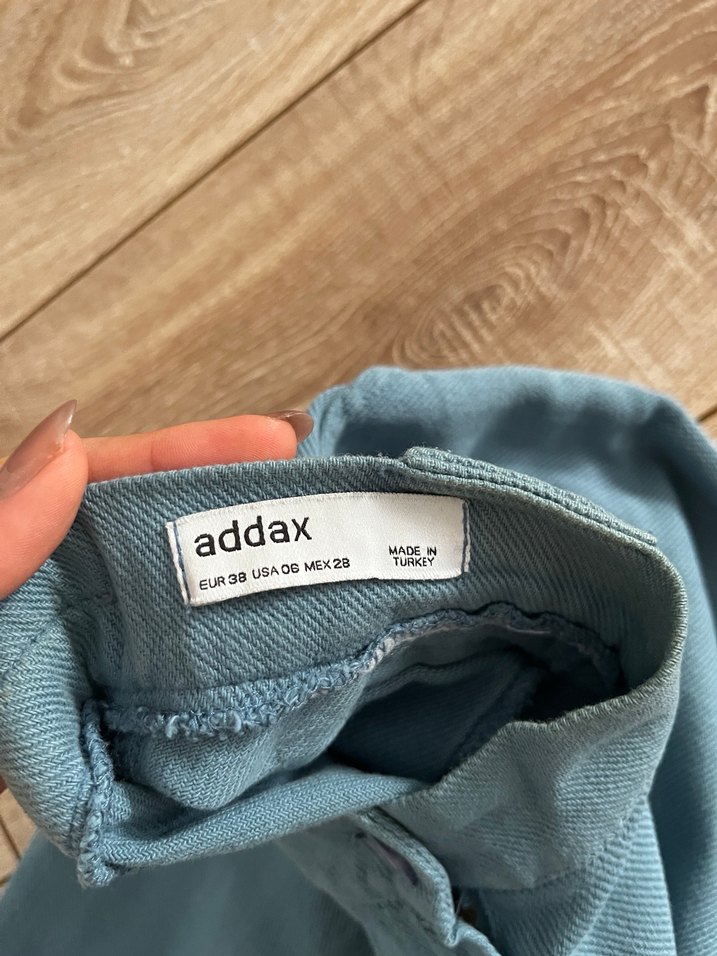 addax
EUR 38 USA 06 MEX 28
MADE IN
TURKEY